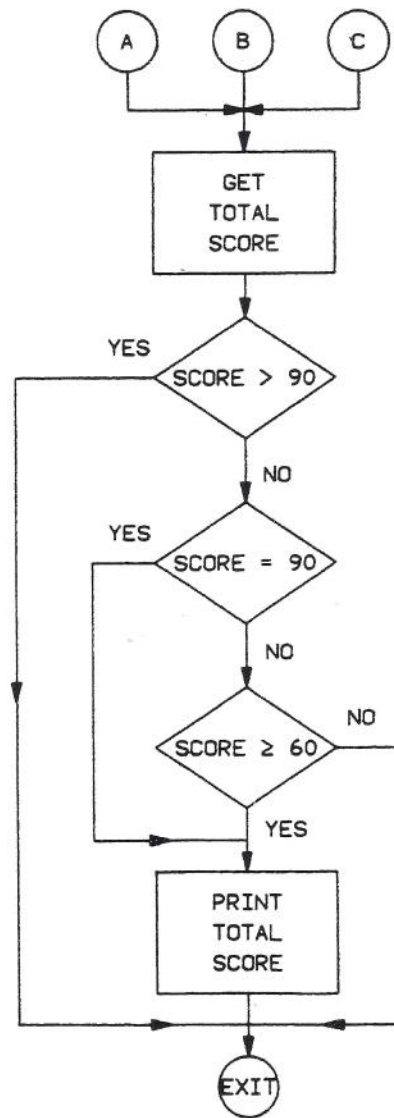 A B C
GET
TOTAL
SCORE
YES
SCORE > 90
NO
YES
SCORE = 90
NO
NO
SCORE ≥ 60
YES
PRINT
TOTAL
SCORE
EXIT